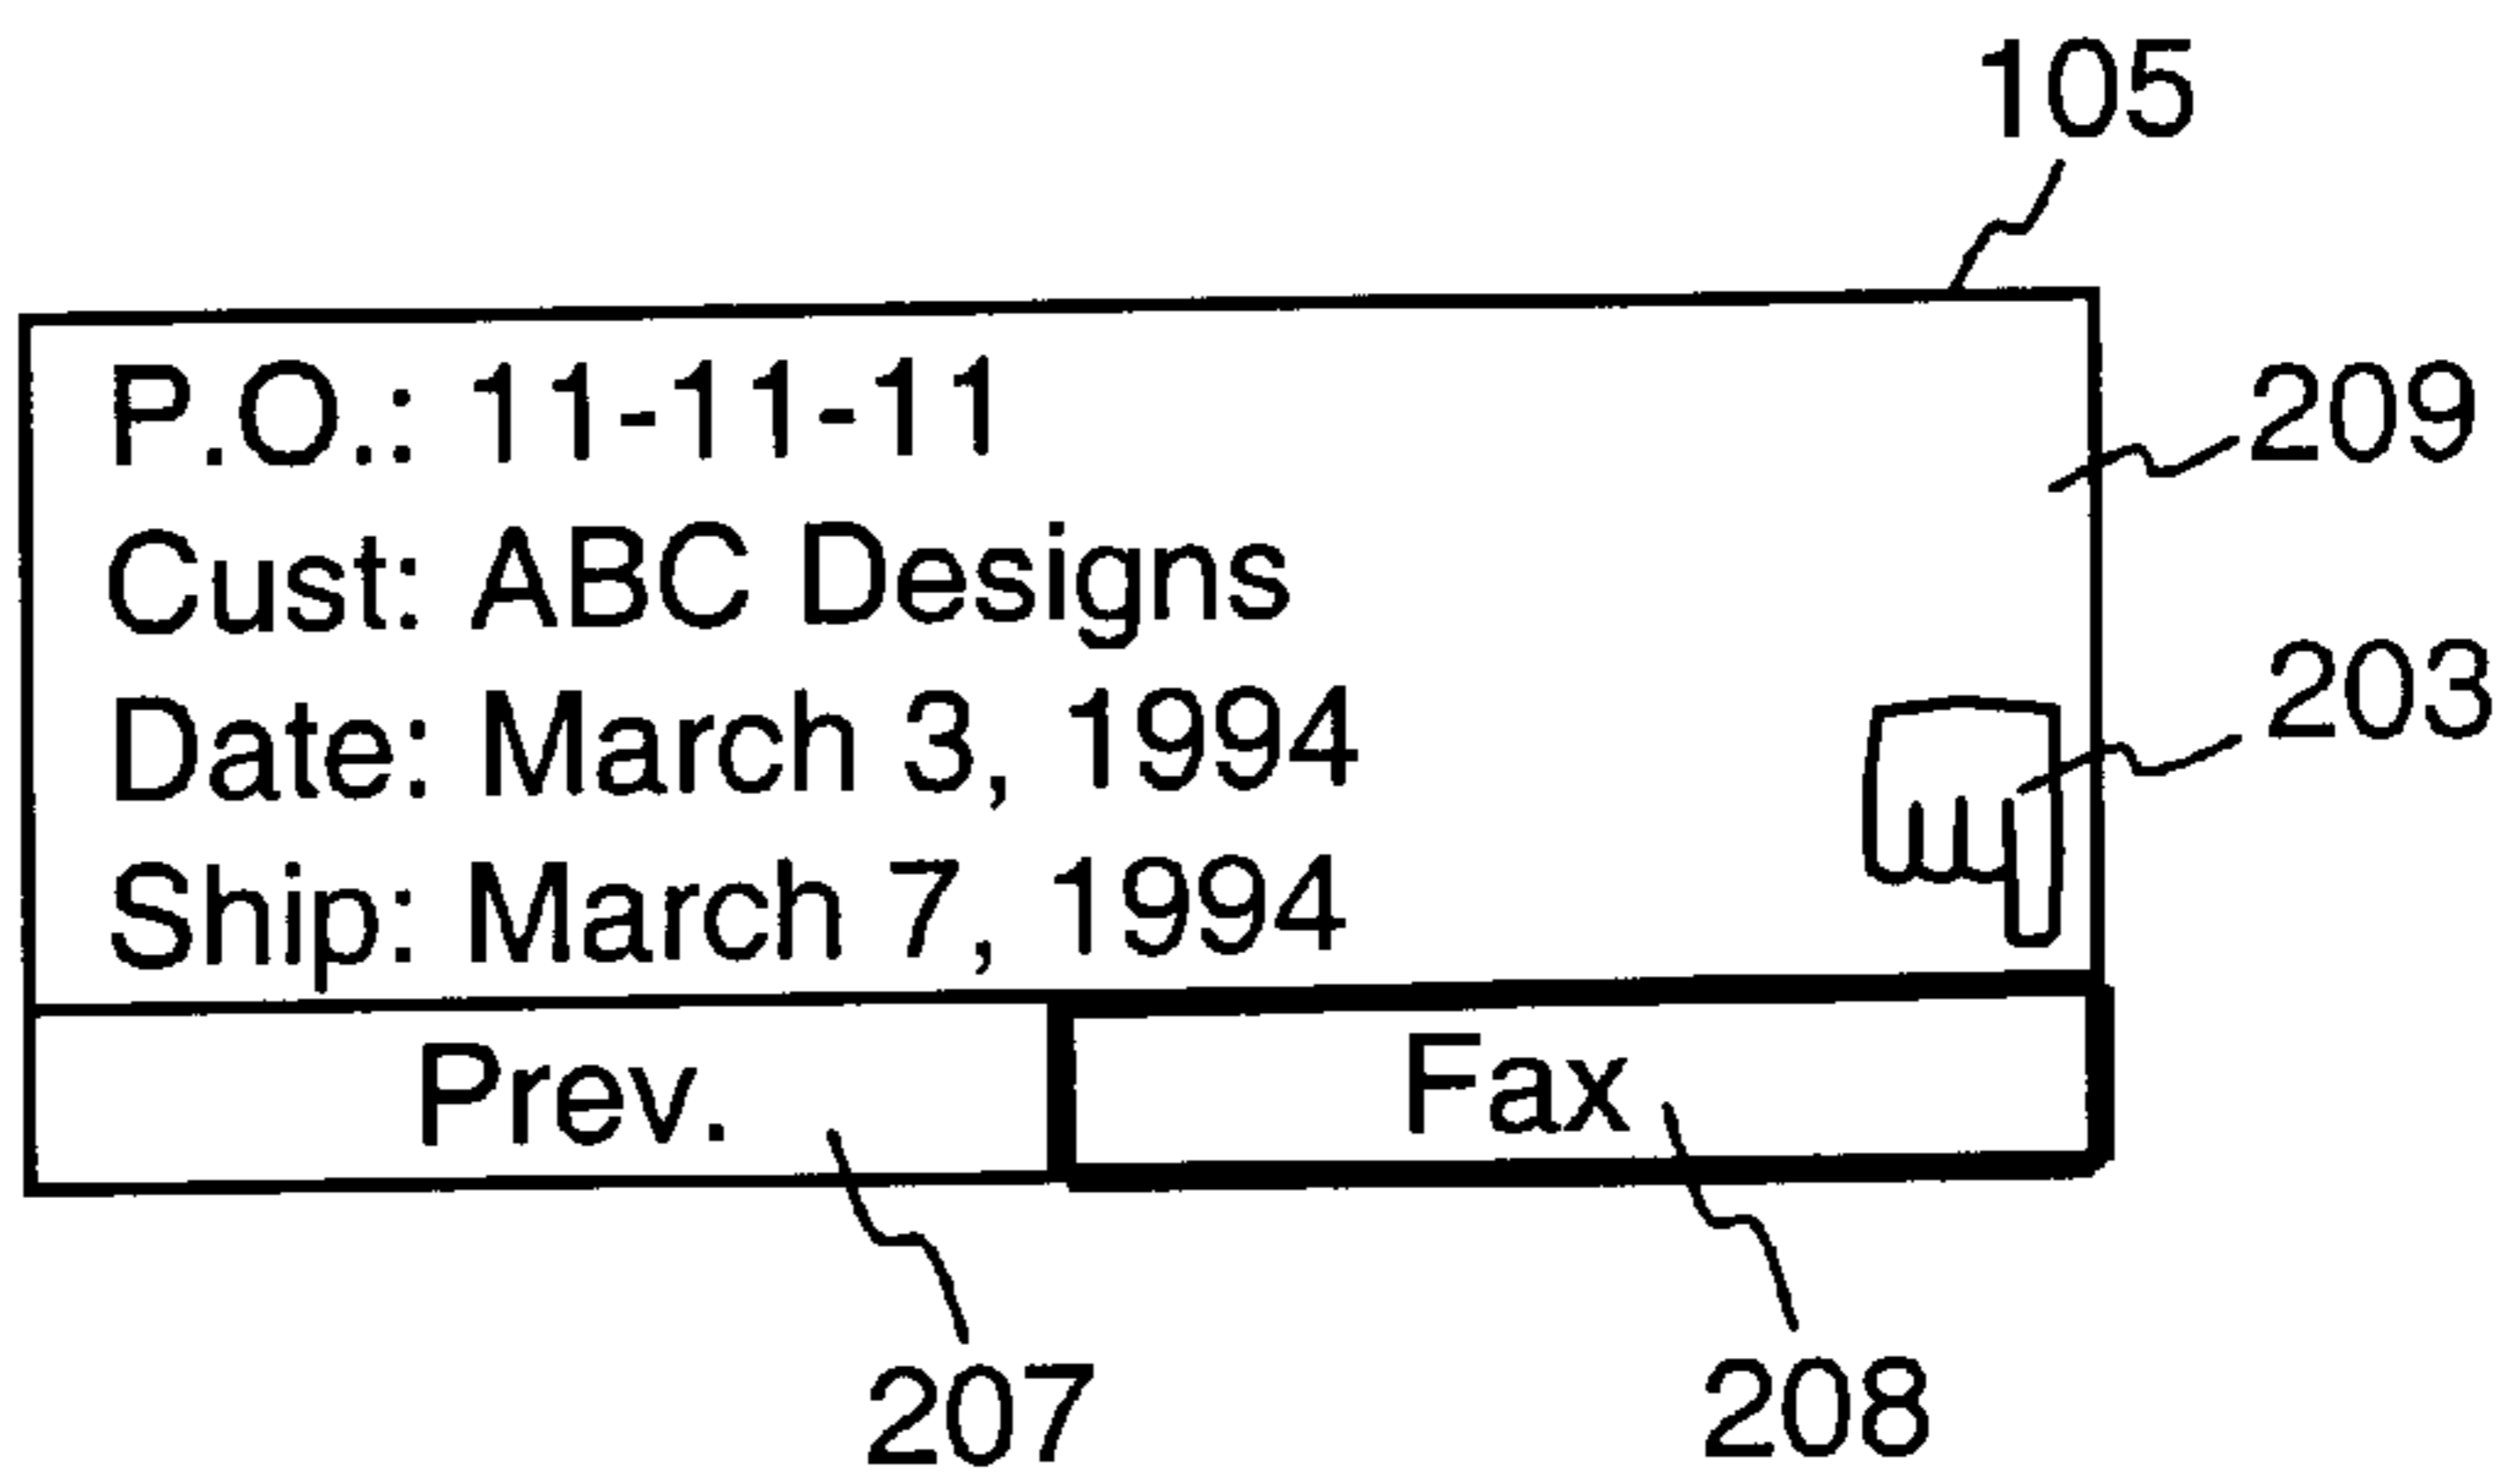 105
P.O.: 11-11-11
209
Cust: ABC Designs
203
Date: March 3, 1994
Ship: March 7, 1994
Prev.
Fax
207
208